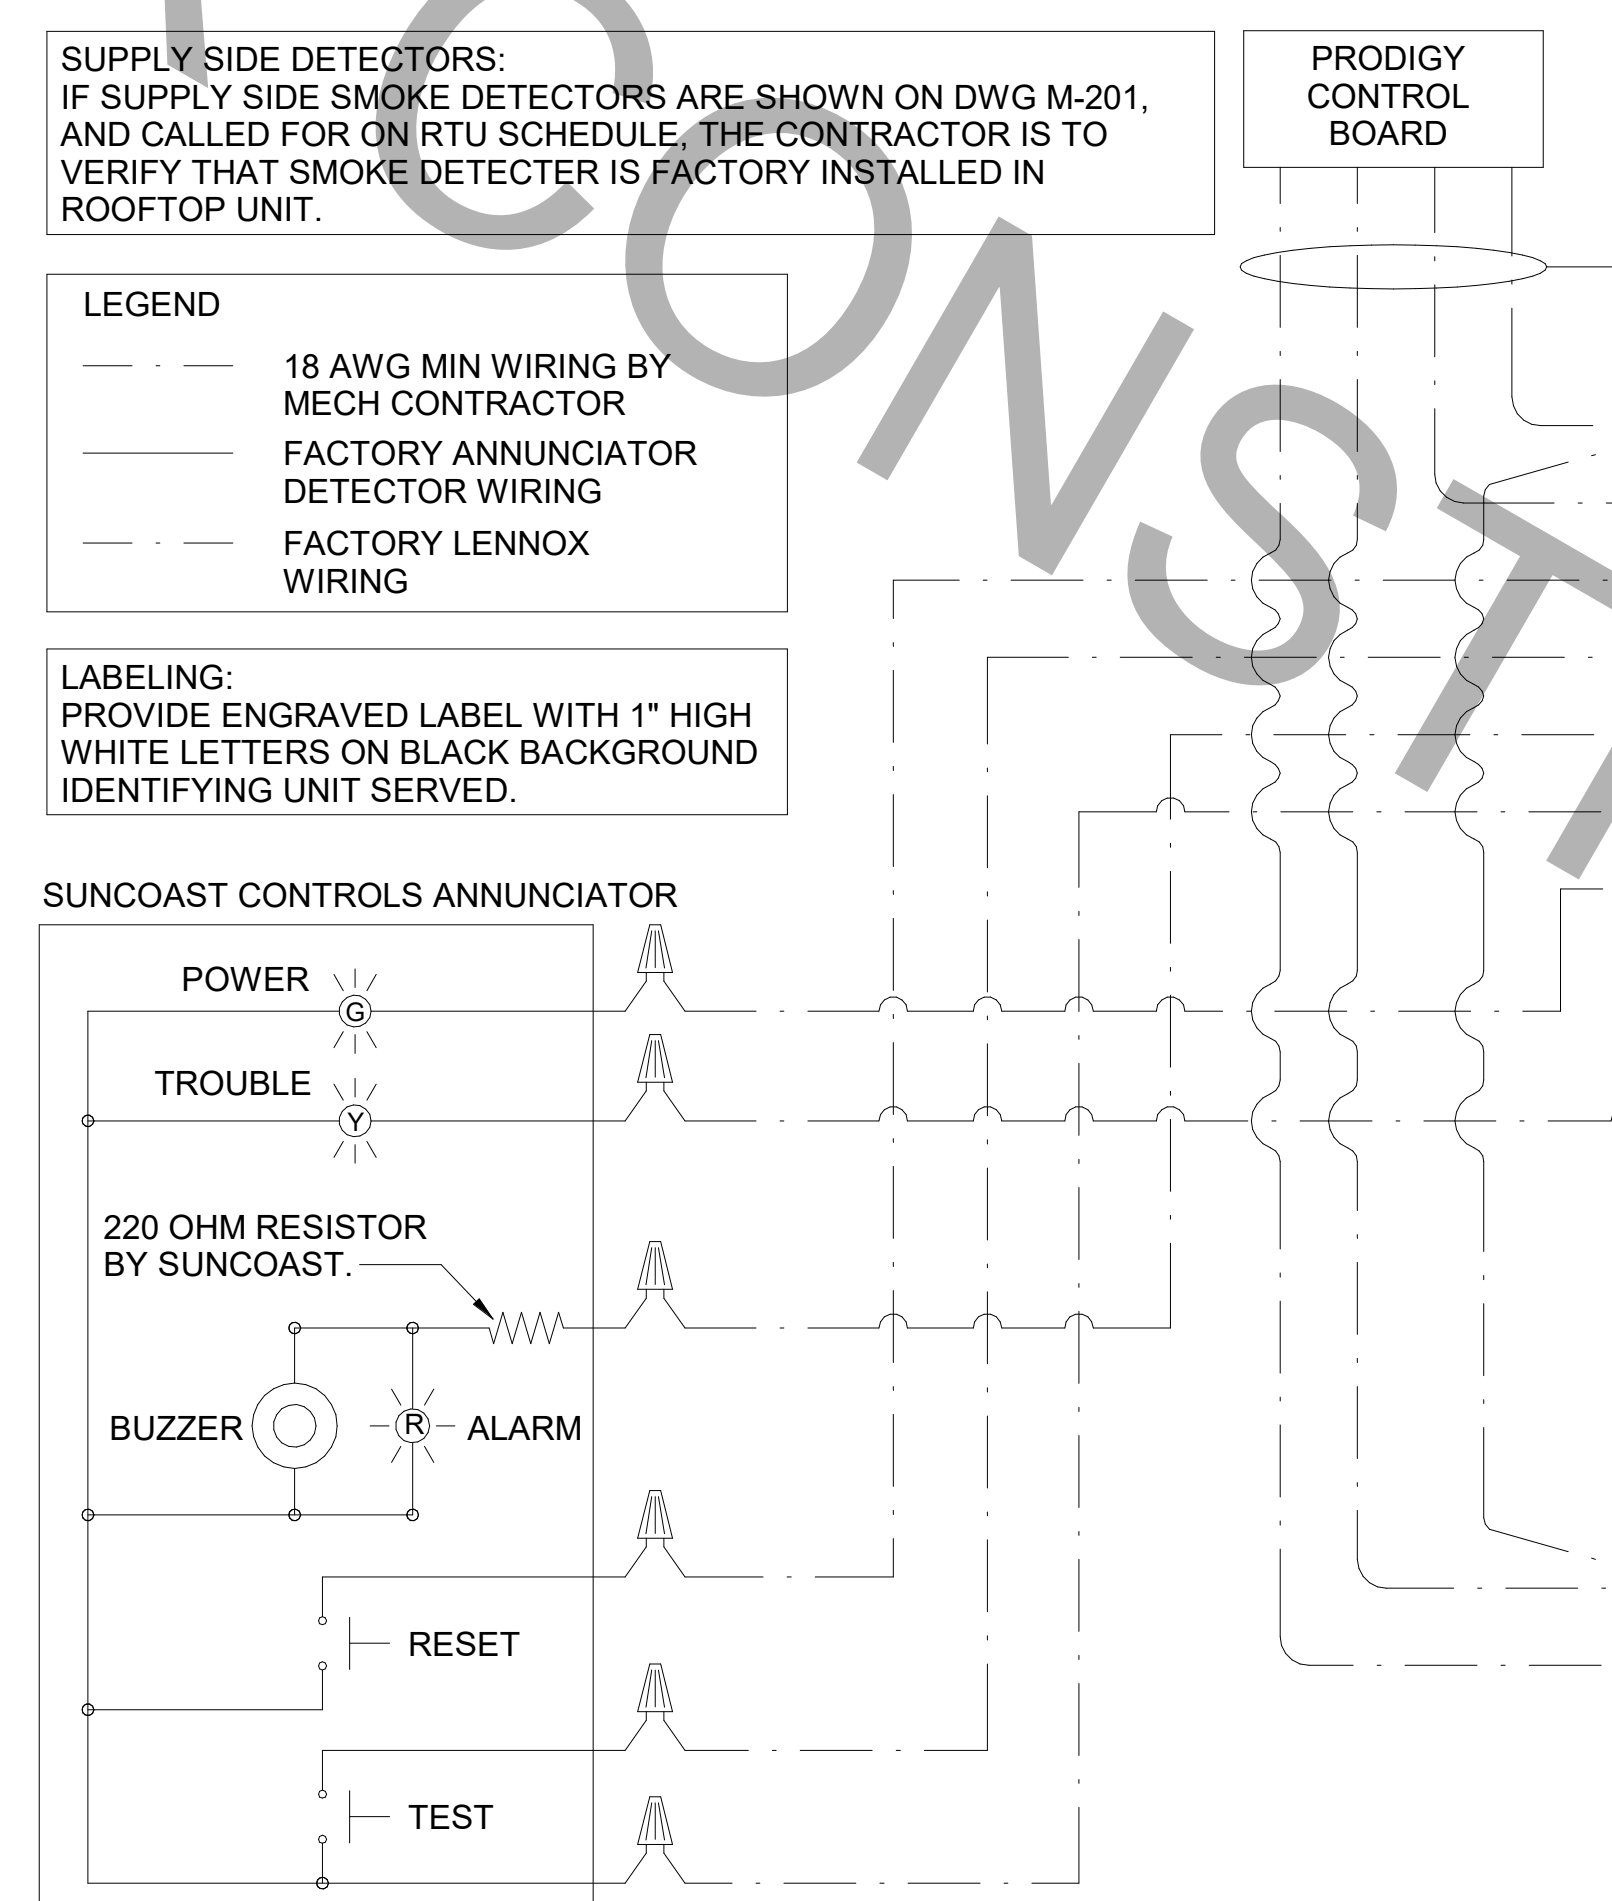 SUPPLY SIDE DETECTORS:
IF SUPPLY SIDE SMOKE DETECTORS ARE SHOWN ON DWG M-201,
AND CALLED FOR ON RTU SCHEDULE, THE CONTRACTOR IS TO
VERIFY THAT SMOKE DETECTER IS FACTORY INSTALLED IN
ROOFTOP UNIT.
PRODIGY
CONTROL
BOARD
LEGEND
18 AWG MIN WIRING BY
MECH CONTRACTOR
FACTORY ANNUNCIATOR
DETECTOR WIRING
FACTORY LENNOX
WIRING
LABELING:
PROVIDE ENGRAVED LABEL WITH 1" HIGH
WHITE LETTERS ON BLACK BACKGROUND
IDENTIFYING UNIT SERVED.
SUNCOAST CONTROLS ANNUNCIATOR
POWER
G
TROUBLE
Y
220 OHM RESISTOR
BY SUNCOAST.
BUZZER
R
ALARM
RESET
TEST
CONST